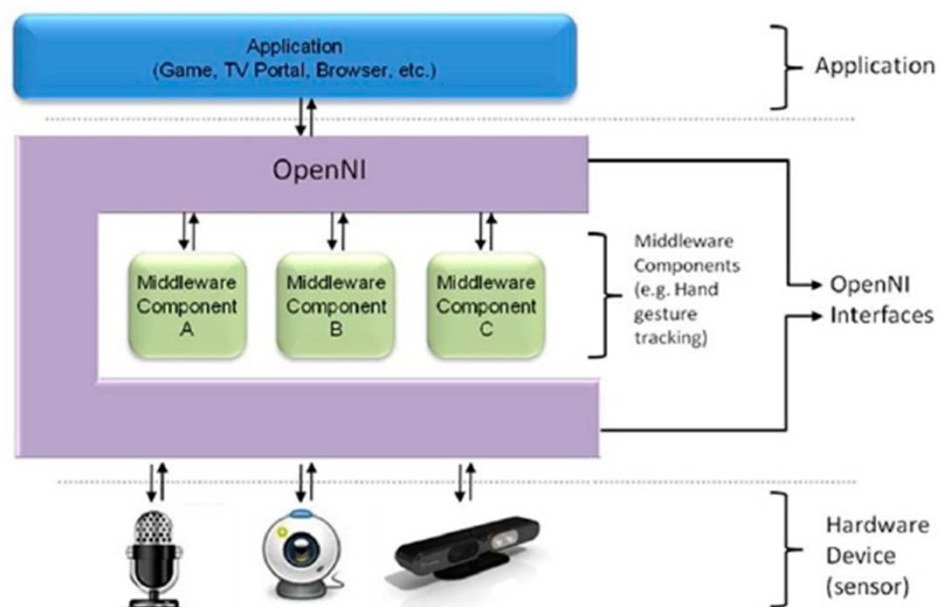 Application
(Game, TV Portal, Browser, etc.)
Application
OpenNI
Middleware
Component
A
Middleware
Component
B
Middleware
Component
C
Middleware
Components
(e.g. Hand
gesture
tracking)
OpenNI
Interfaces
Hardware
Device
(sensor)